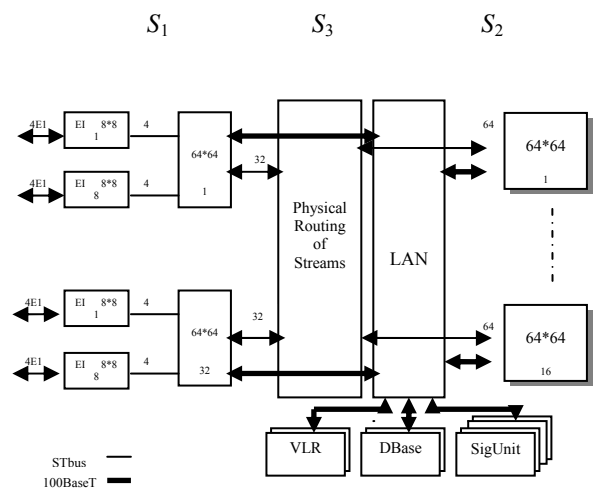 S1 S3 S2
4E1
EI 8*8
1
4
4E1
EI 8*8
8
4
64*64
1
32
4E1
EI 8*8
1
4
4E1
EI 8*8
8
4
64*64
32
32
Physical
Routing
of
Streams
LAN
64
64*64
1
64
64*64
16
VLR
DBase
SigUnit
STbus
100BaseT